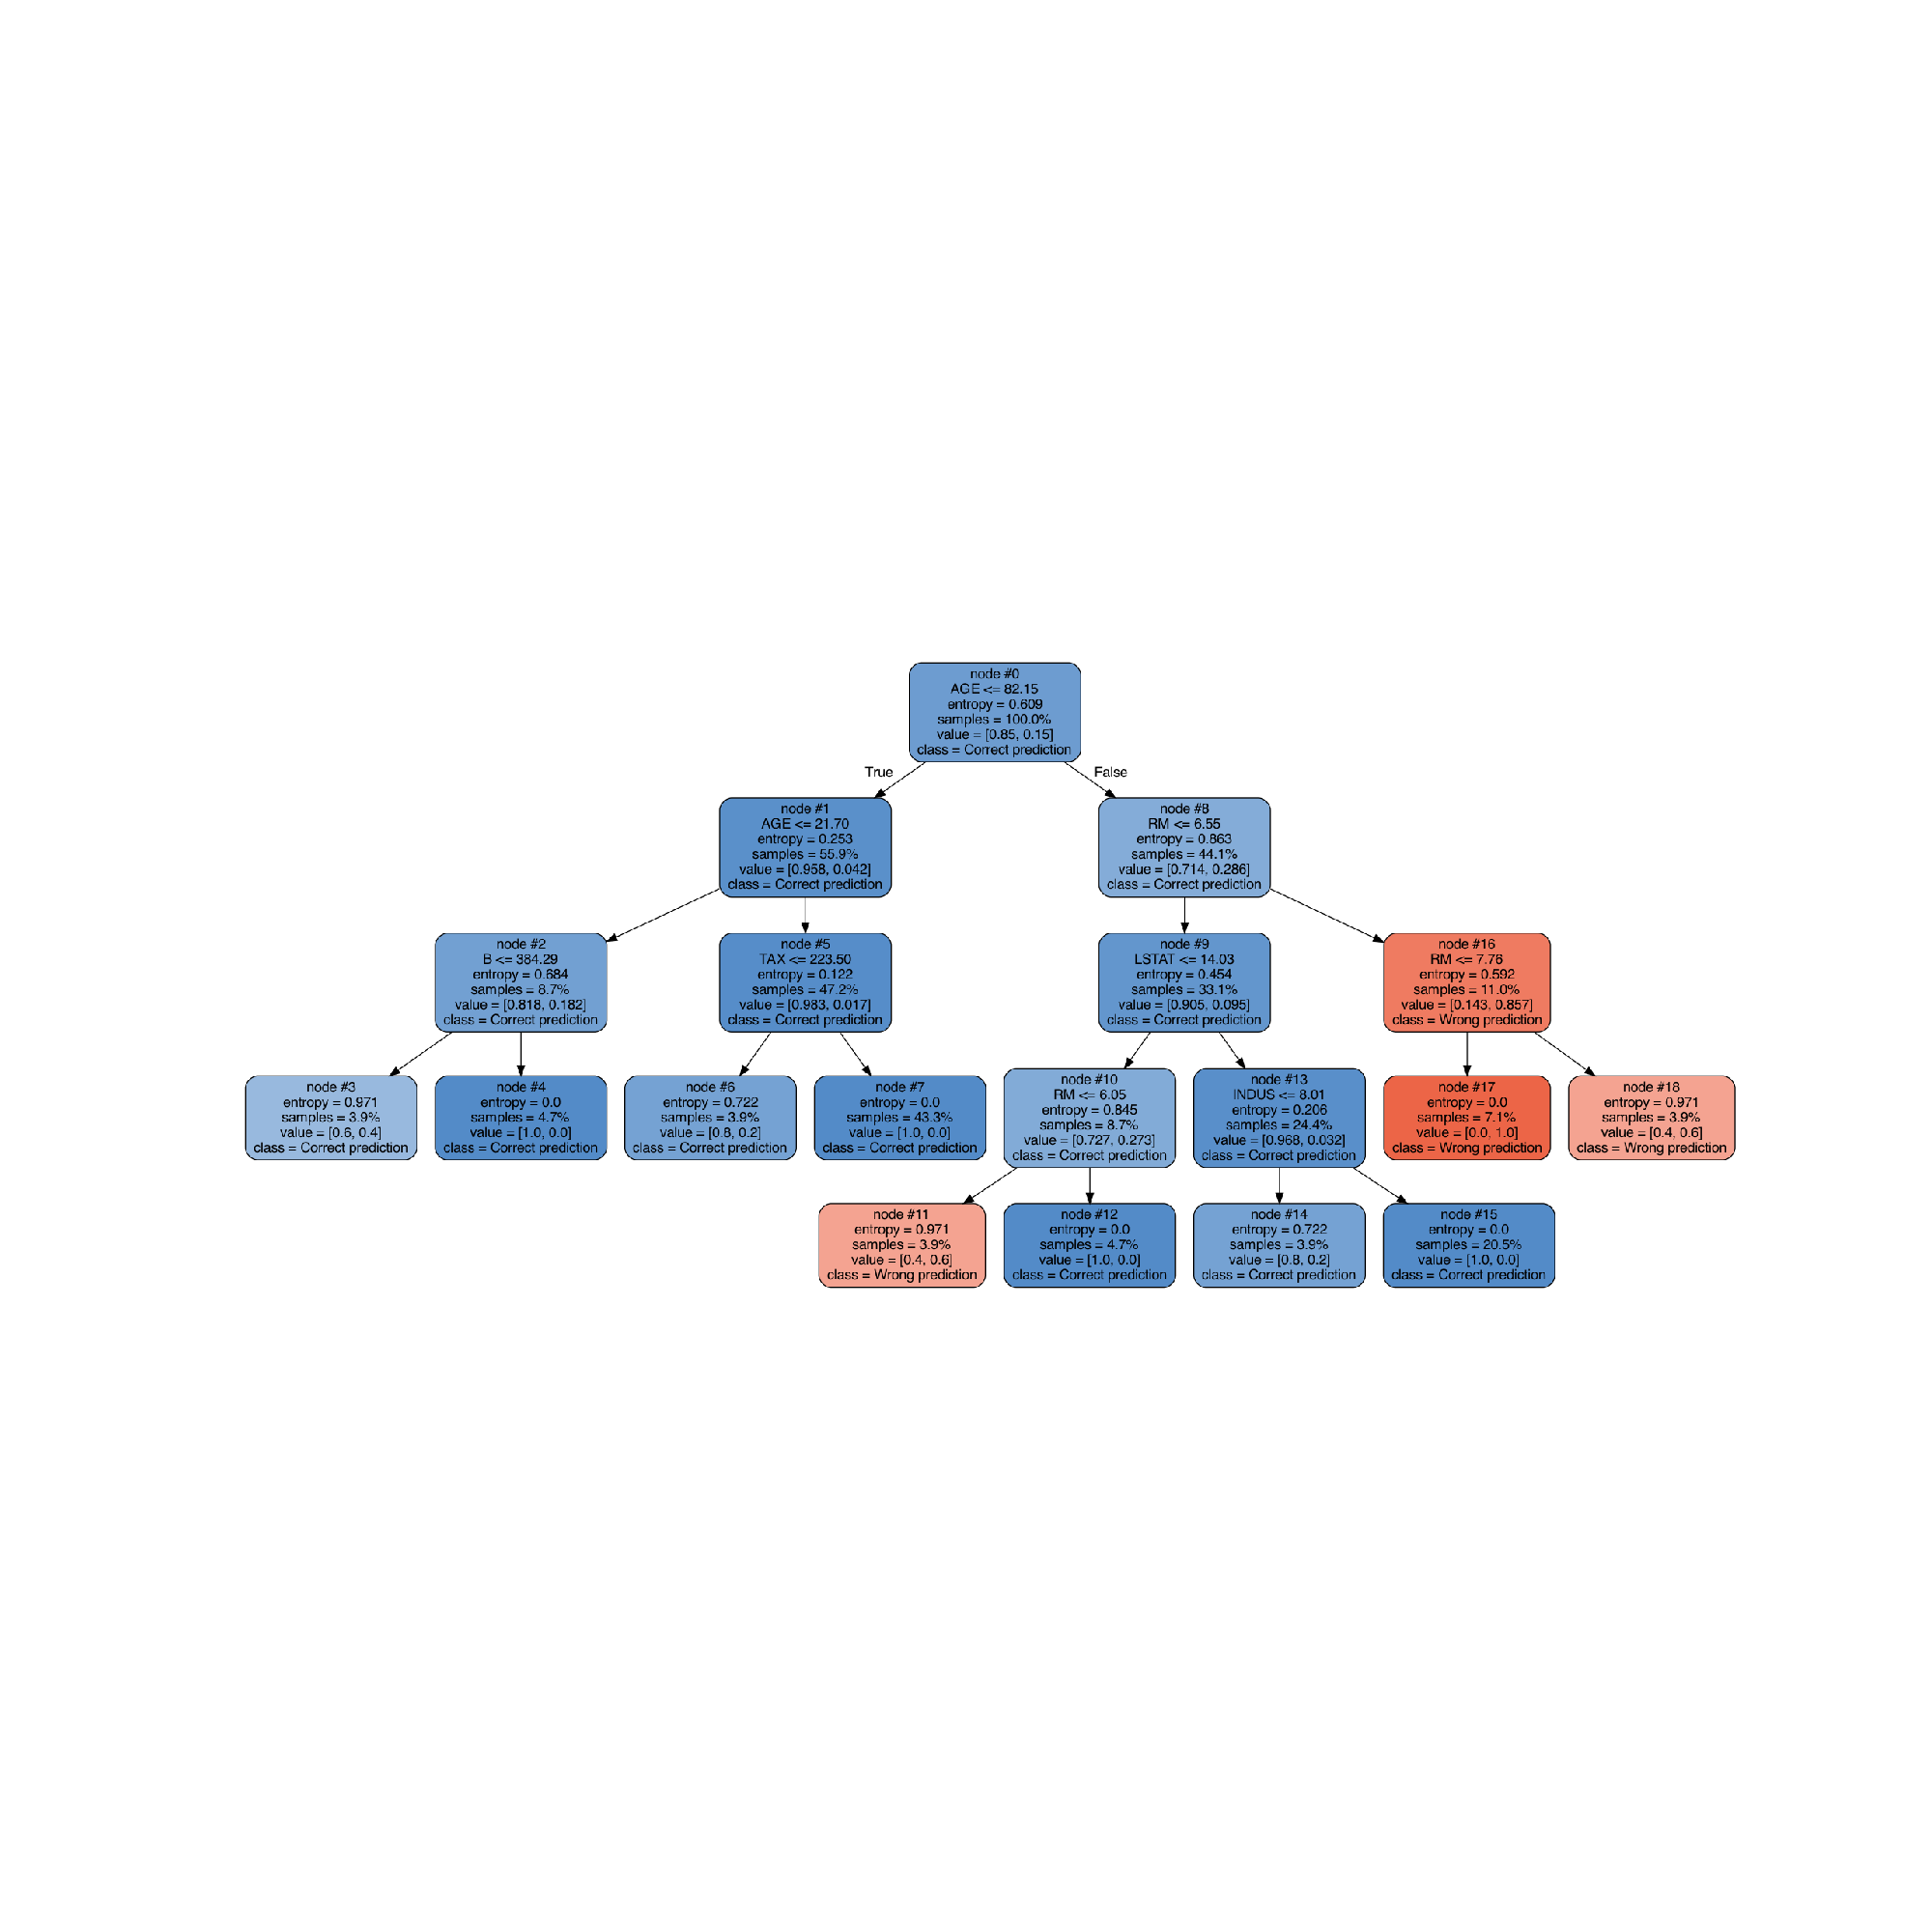 node #0
AGE <= 82.15
entropy = 0.609
samples = 100.0%
value = [0.85, 0.15]
class = Correct prediction
True
False
node #1
AGE <= 21.70
entropy = 0.253
samples = 55.9%
value = [0.958, 0.042]
class = Correct prediction
node #8
RM <= 6.55
entropy = 0.863
samples = 44.1%
value = [0.714, 0.286]
class = Correct prediction
node #2
B <= 384.29
entropy = 0.684
samples = 8.7%
value = [0.818, 0.182]
class = Correct prediction
node #5
TAX <= 223.50
entropy = 0.122
samples = 47.2%
value = [0.983, 0.017]
class = Correct prediction
node #9
LSTAT <= 14.03
entropy = 0.454
samples = 33.1%
value = [0.905, 0.095]
class = Correct prediction
node #16
RM <= 7.76
entropy = 0.592
samples = 11.0%
value = [0.143, 0.857]
class = Wrong prediction
node #3
entropy = 0.971
samples = 3.9%
value = [0.6, 0.4]
class = Correct prediction
node #4
entropy = 0.0
samples = 4.7%
value = [1.0, 0.0]
class = Correct prediction
node #6
entropy = 0.722
samples = 3.9%
value = [0.8, 0.2]
class = Correct prediction
node #7
entropy = 0.0
samples = 43.3%
value = [1.0, 0.0]
class = Correct prediction
node #10
RM <= 6.05
entropy = 0.845
samples = 8.7%
value = [0.727, 0.273]
class = Correct prediction
node #13
INDUS <= 8.01
entropy = 0.206
samples = 24.4%
value = [0.968, 0.032]
class = Correct prediction
node #17
entropy = 0.0
samples = 7.1%
value = [0.0, 1.0]
class = Wrong prediction
node #18
entropy = 0.971
samples = 3.9%
value = [0.4, 0.6]
class = Wrong prediction
node #11
entropy = 0.971
samples = 3.9%
value = [0.4, 0.6]
class = Wrong prediction
node #12
entropy = 0.0
samples = 4.7%
value = [1.0, 0.0]
class = Correct prediction
node #14
entropy = 0.722
samples = 3.9%
value = [0.8, 0.2]
class = Correct prediction
node #15
entropy = 0.0
samples = 20.5%
value = [1.0, 0.0]
class = Correct prediction